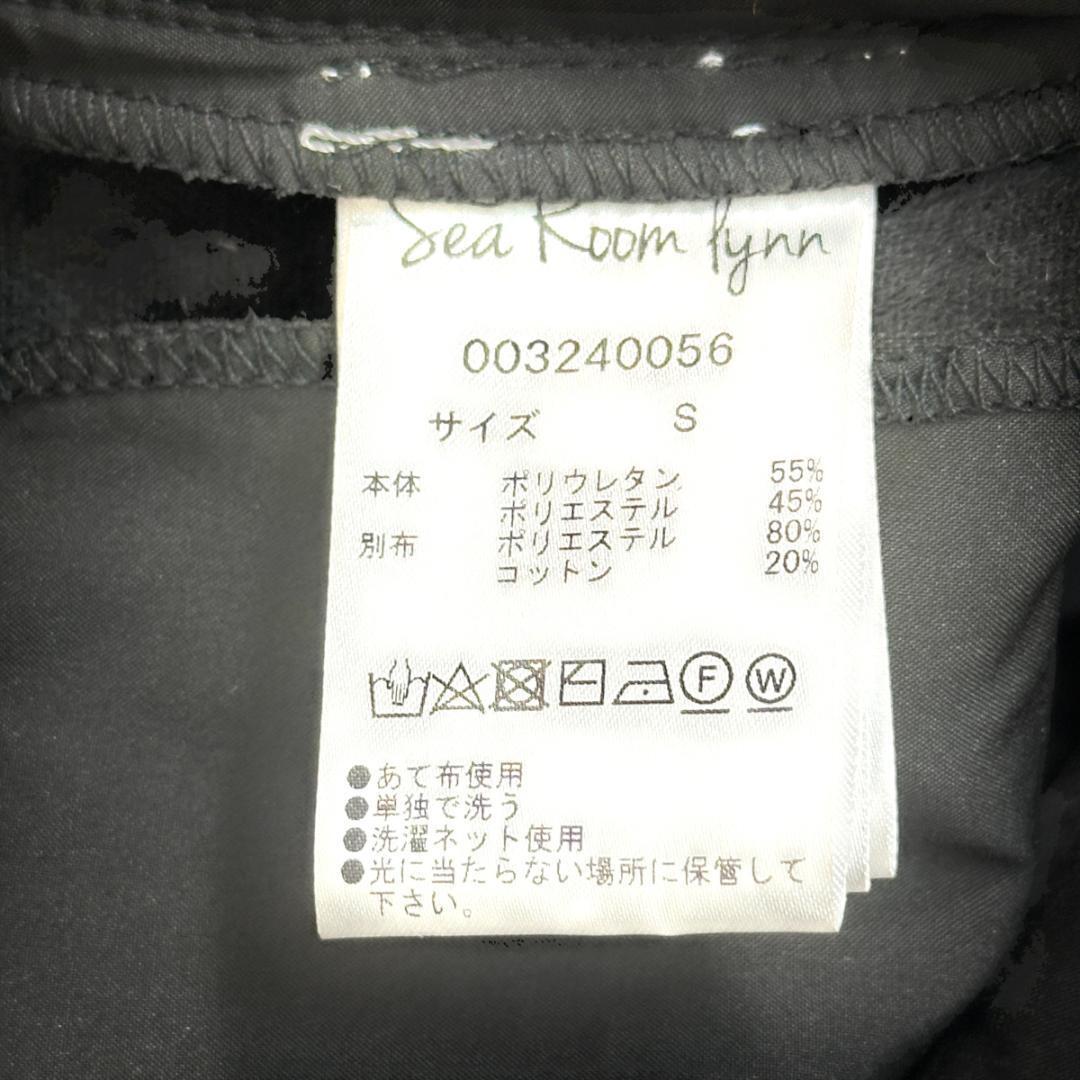 Sea Room lynn
003240056
サイズ S
本体 ポリウレタン 55%
ポリエステル 45%
別布 ポリエステル 80%
コットン 20%
F W
●あて布使用
●単独で洗う
●洗濯ネット使用
●光に当たらない場所に保管して
下さい。